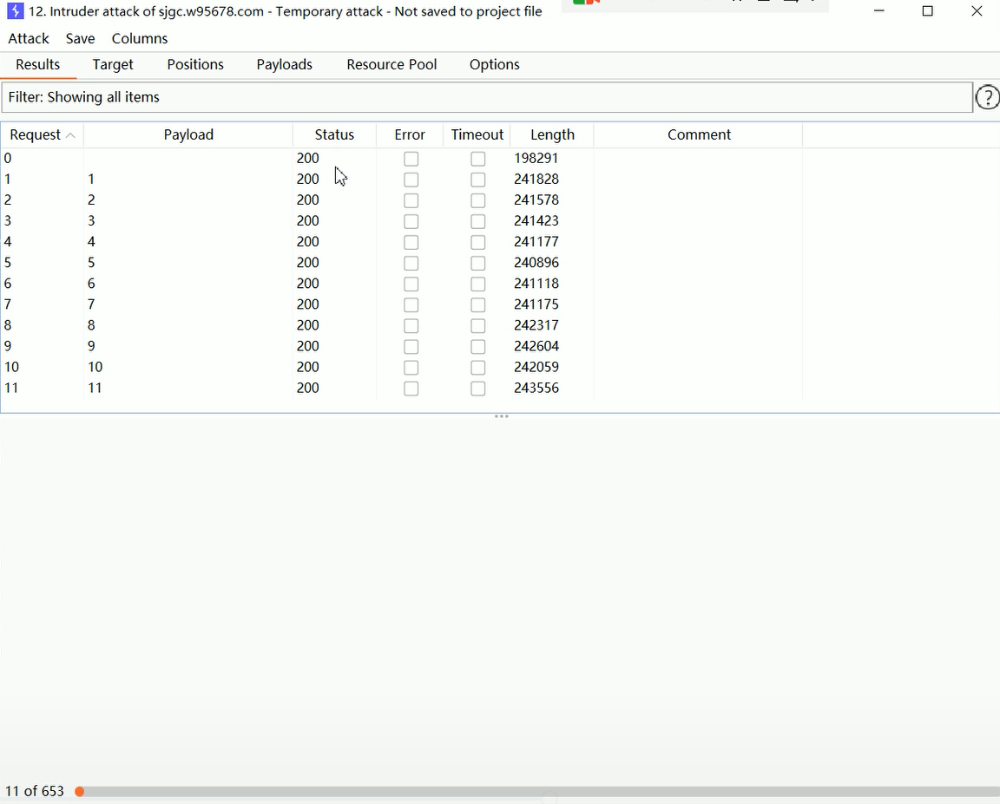 12. Intruder attack of sjgc.w95678.com - Temporary attack - Not saved to project file
Attack Save Columns
Results Target Positions Payloads Resource Pool Options
Filter: Showing all items
?
Request Payload Status Error Timeout Length Comment
0 200 198291
1 1 200 241828
2 2 200 241578
3 3 200 241423
4 4 200 241177
5 5 200 240896
6 6 200 241118
7 7 200 241175
8 8 200 242317
9 9 200 242604
10 10 200 242059
11 11 200 243556
11 of 653